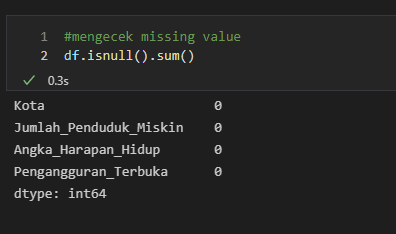 1 #mengecek missing value
2 df.isnull().sum()
0.3s
Kota 0
Jumlah_Penduduk_Miskin 0
Angka_Harapan_Hidup 0
Pengangguran_Terbuka 0
dtype: int64